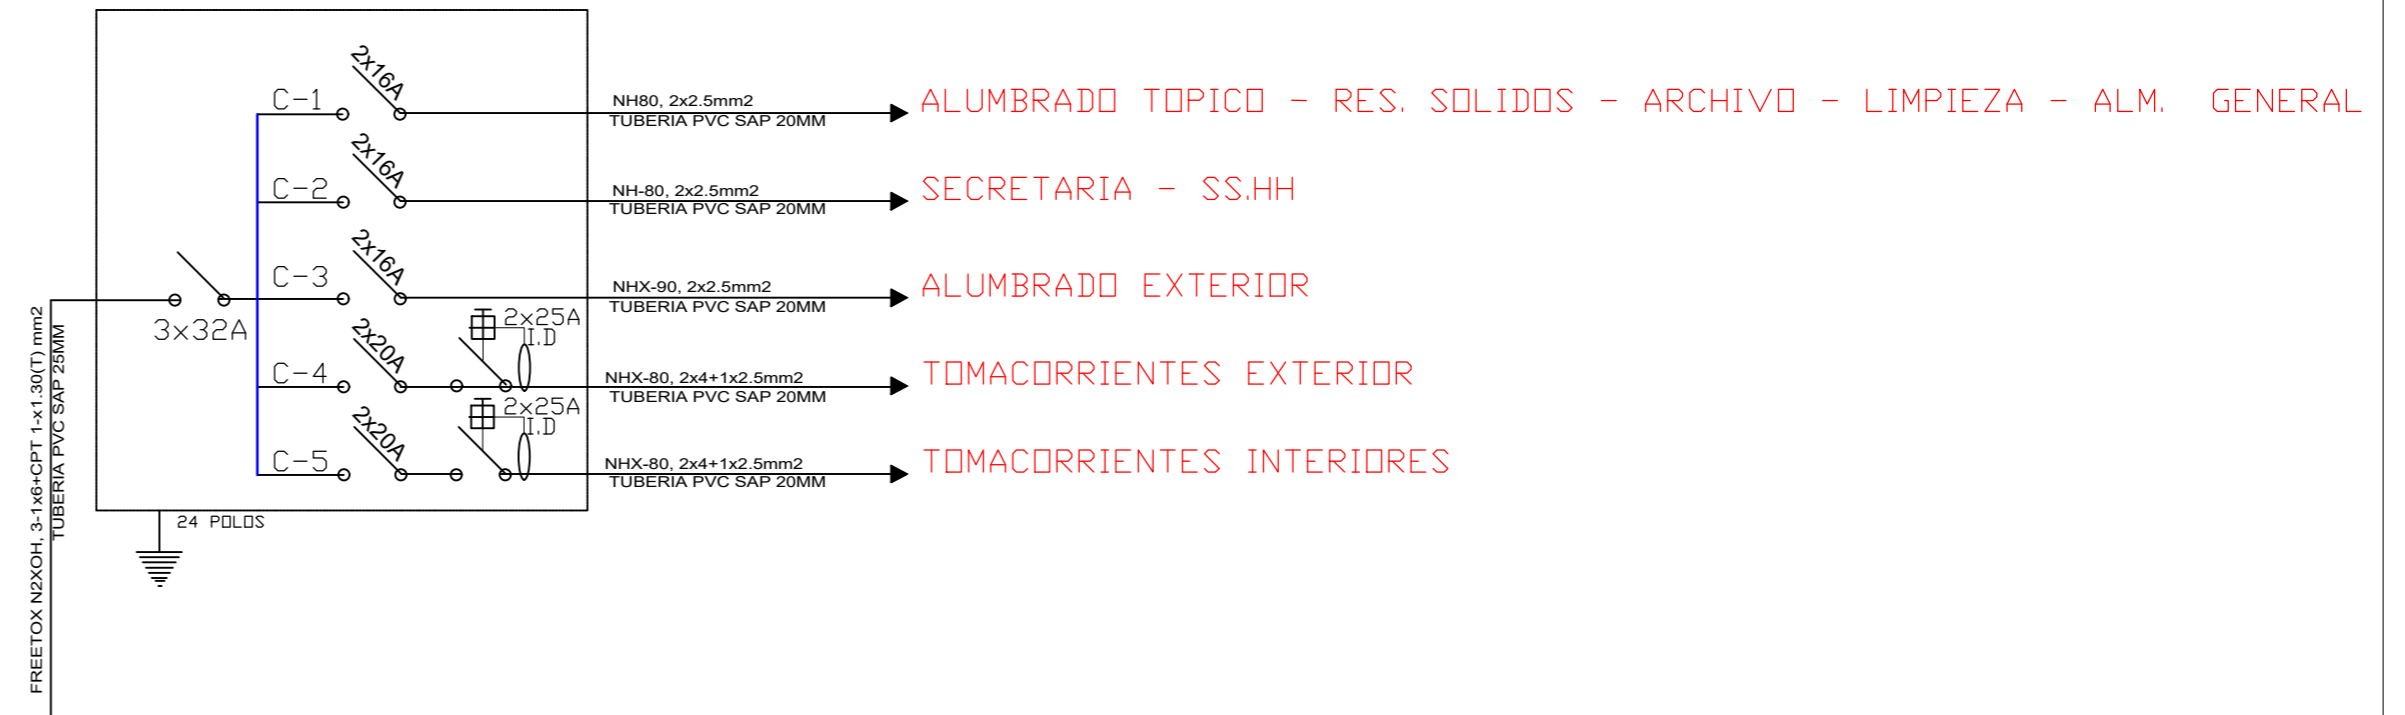 C-1
2x16A
NH80, 2x2.5mm2
TUBERIA PVC SAP 20MM
ALUMBRADO TOPICO - RES. SOLIDOS - ARCHIVO - LIMPIEZA - ALM. GENERAL
C-2
2x16A
NH-80, 2x2.5mm2
TUBERIA PVC SAP 20MM
SECRETARIA - SS.HH
C-3
2x16A
NHX-90, 2x2.5mm2
TUBERIA PVC SAP 20MM
ALUMBRADO EXTERIOR
3x32A
C-4
2x20A
2x25A
I.D
NHX-80, 2x4+1x2.5mm2
TUBERIA PVC SAP 20MM
TOMACORRIENTES EXTERIOR
C-5
2x20A
2x25A
I.D
NHX-80, 2x4+1x2.5mm2
TUBERIA PVC SAP 20MM
TOMACORRIENTES INTERIORES
24 POLOS
FREETOX N2XOH, 3-1x6+CPT 1-x1.30(T) mm2
TUBERIA PVC SAP 25MM